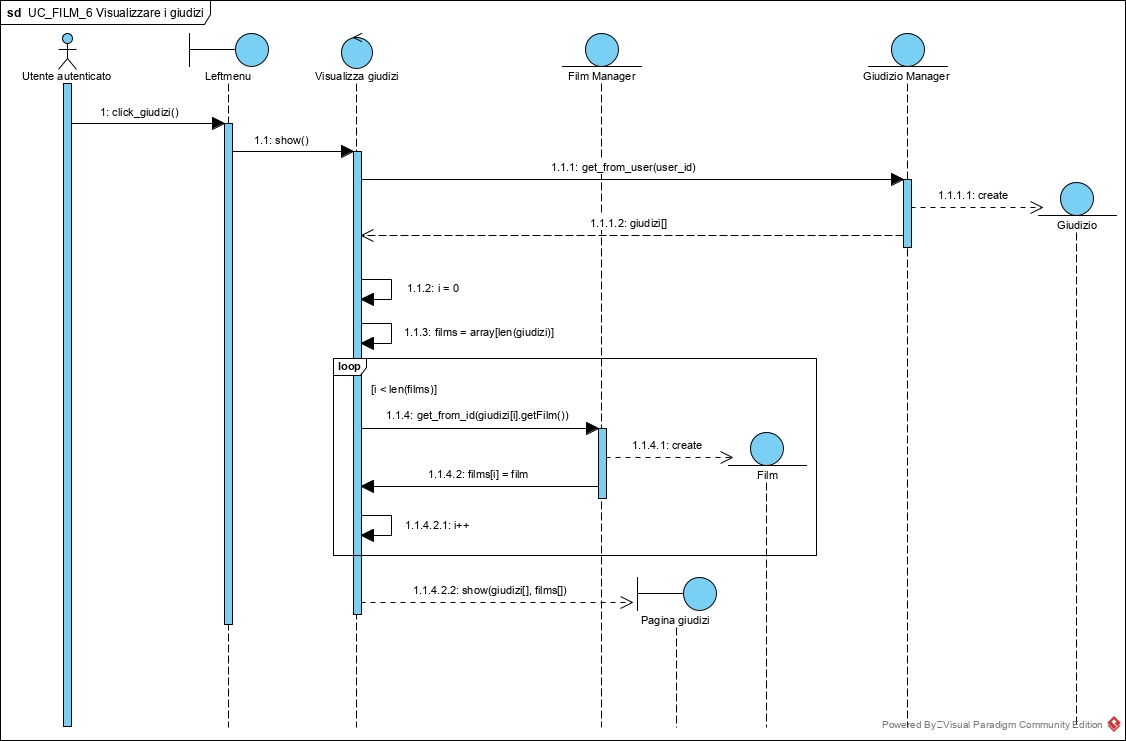 sd UC_FILM_6 Visualizzare i giudizi
Utente autenticato
Leftmenu
Visualizza giudizi
Film Manager
Giudizio Manager
1: click_giudizi()
1.1: show()
1.1.1: get_from_user(user_id)
1.1.1.1: create
Giudizio
1.1.1.2: giudizi[]
1.1.2: i = 0
1.1.3: films = array[len(giudizi)]
loop
[i < len(films)]
1.1.4: get_from_id(giudizi[i].getFilm())
1.1.4.1: create
Film
1.1.4.2: films[i] = film
1.1.4.2.1: i++
1.1.4.2.2: show(giudizi[], films[])
Pagina giudizi
Powered By Visual Paradigm Community Edition